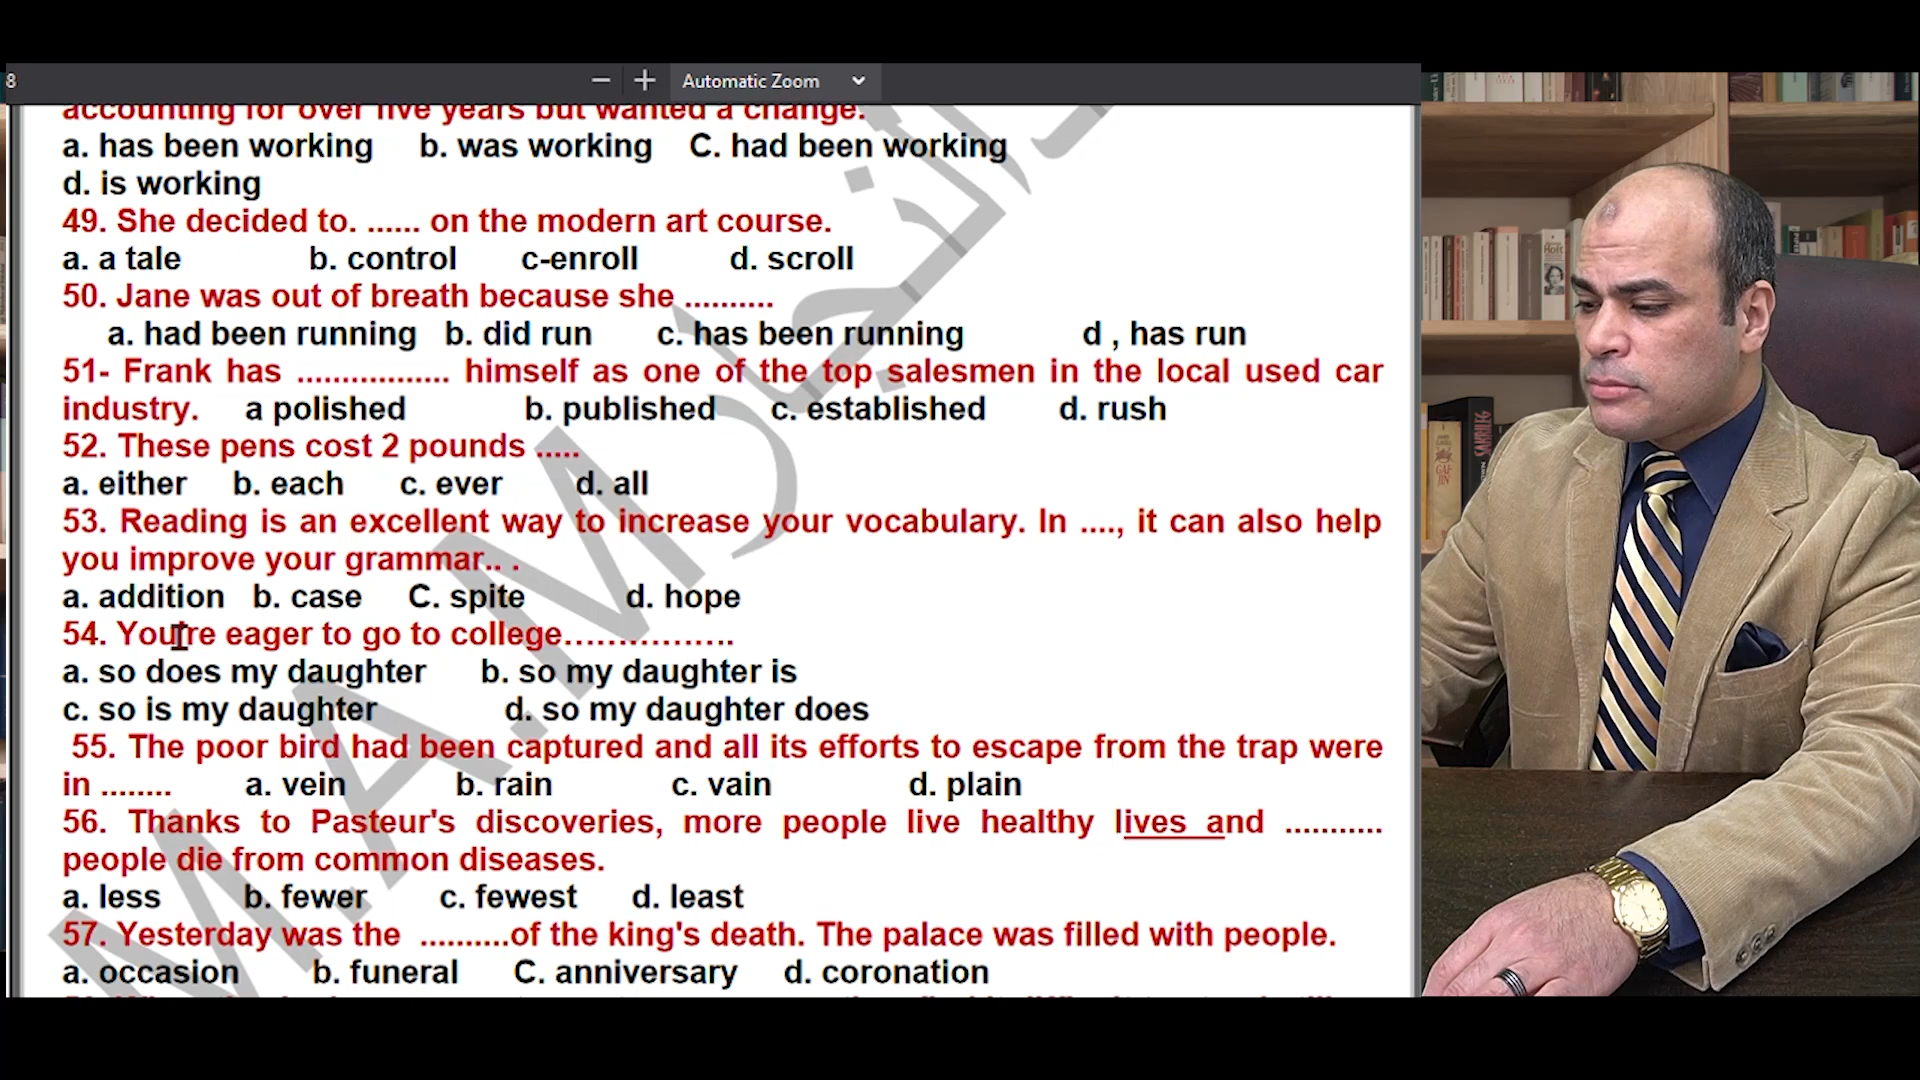 8
Automatic Zoom
accounting for over five years but wanted a change.
a. has been working b. was working C. had been working
d. is working
49. She decided to. ...... on the modern art course.
a. a tale b. control c-enroll d. scroll
50. Jane was out of breath because she ..........
a. had been running b. did run c. has been running d , has run
51- Frank has ................. himself as one of the top salesmen in the local used car
industry. a polished b. published c. established d. rush
52. These pens cost 2 pounds .....
a. either b. each c. ever d. all
53. Reading is an excellent way to increase your vocabulary. In ...., it can also help
you improve your grammar.. .
a. addition b. case C. spite d. hope
54. You're eager to go to college................
a. so does my daughter b. so my daughter is
c. so is my daughter d. so my daughter does
55. The poor bird had been captured and all its efforts to escape from the trap were
in ........ a. vein b. rain c. vain d. plain
56. Thanks to Pasteur's discoveries, more people live healthy lives and ...........
people die from common diseases.
a. less b. fewer c. fewest d. least
57. Yesterday was the ..........of the king's death. The palace was filled with people.
a. occasion b. funeral C. anniversary d. coronation
M.A.M